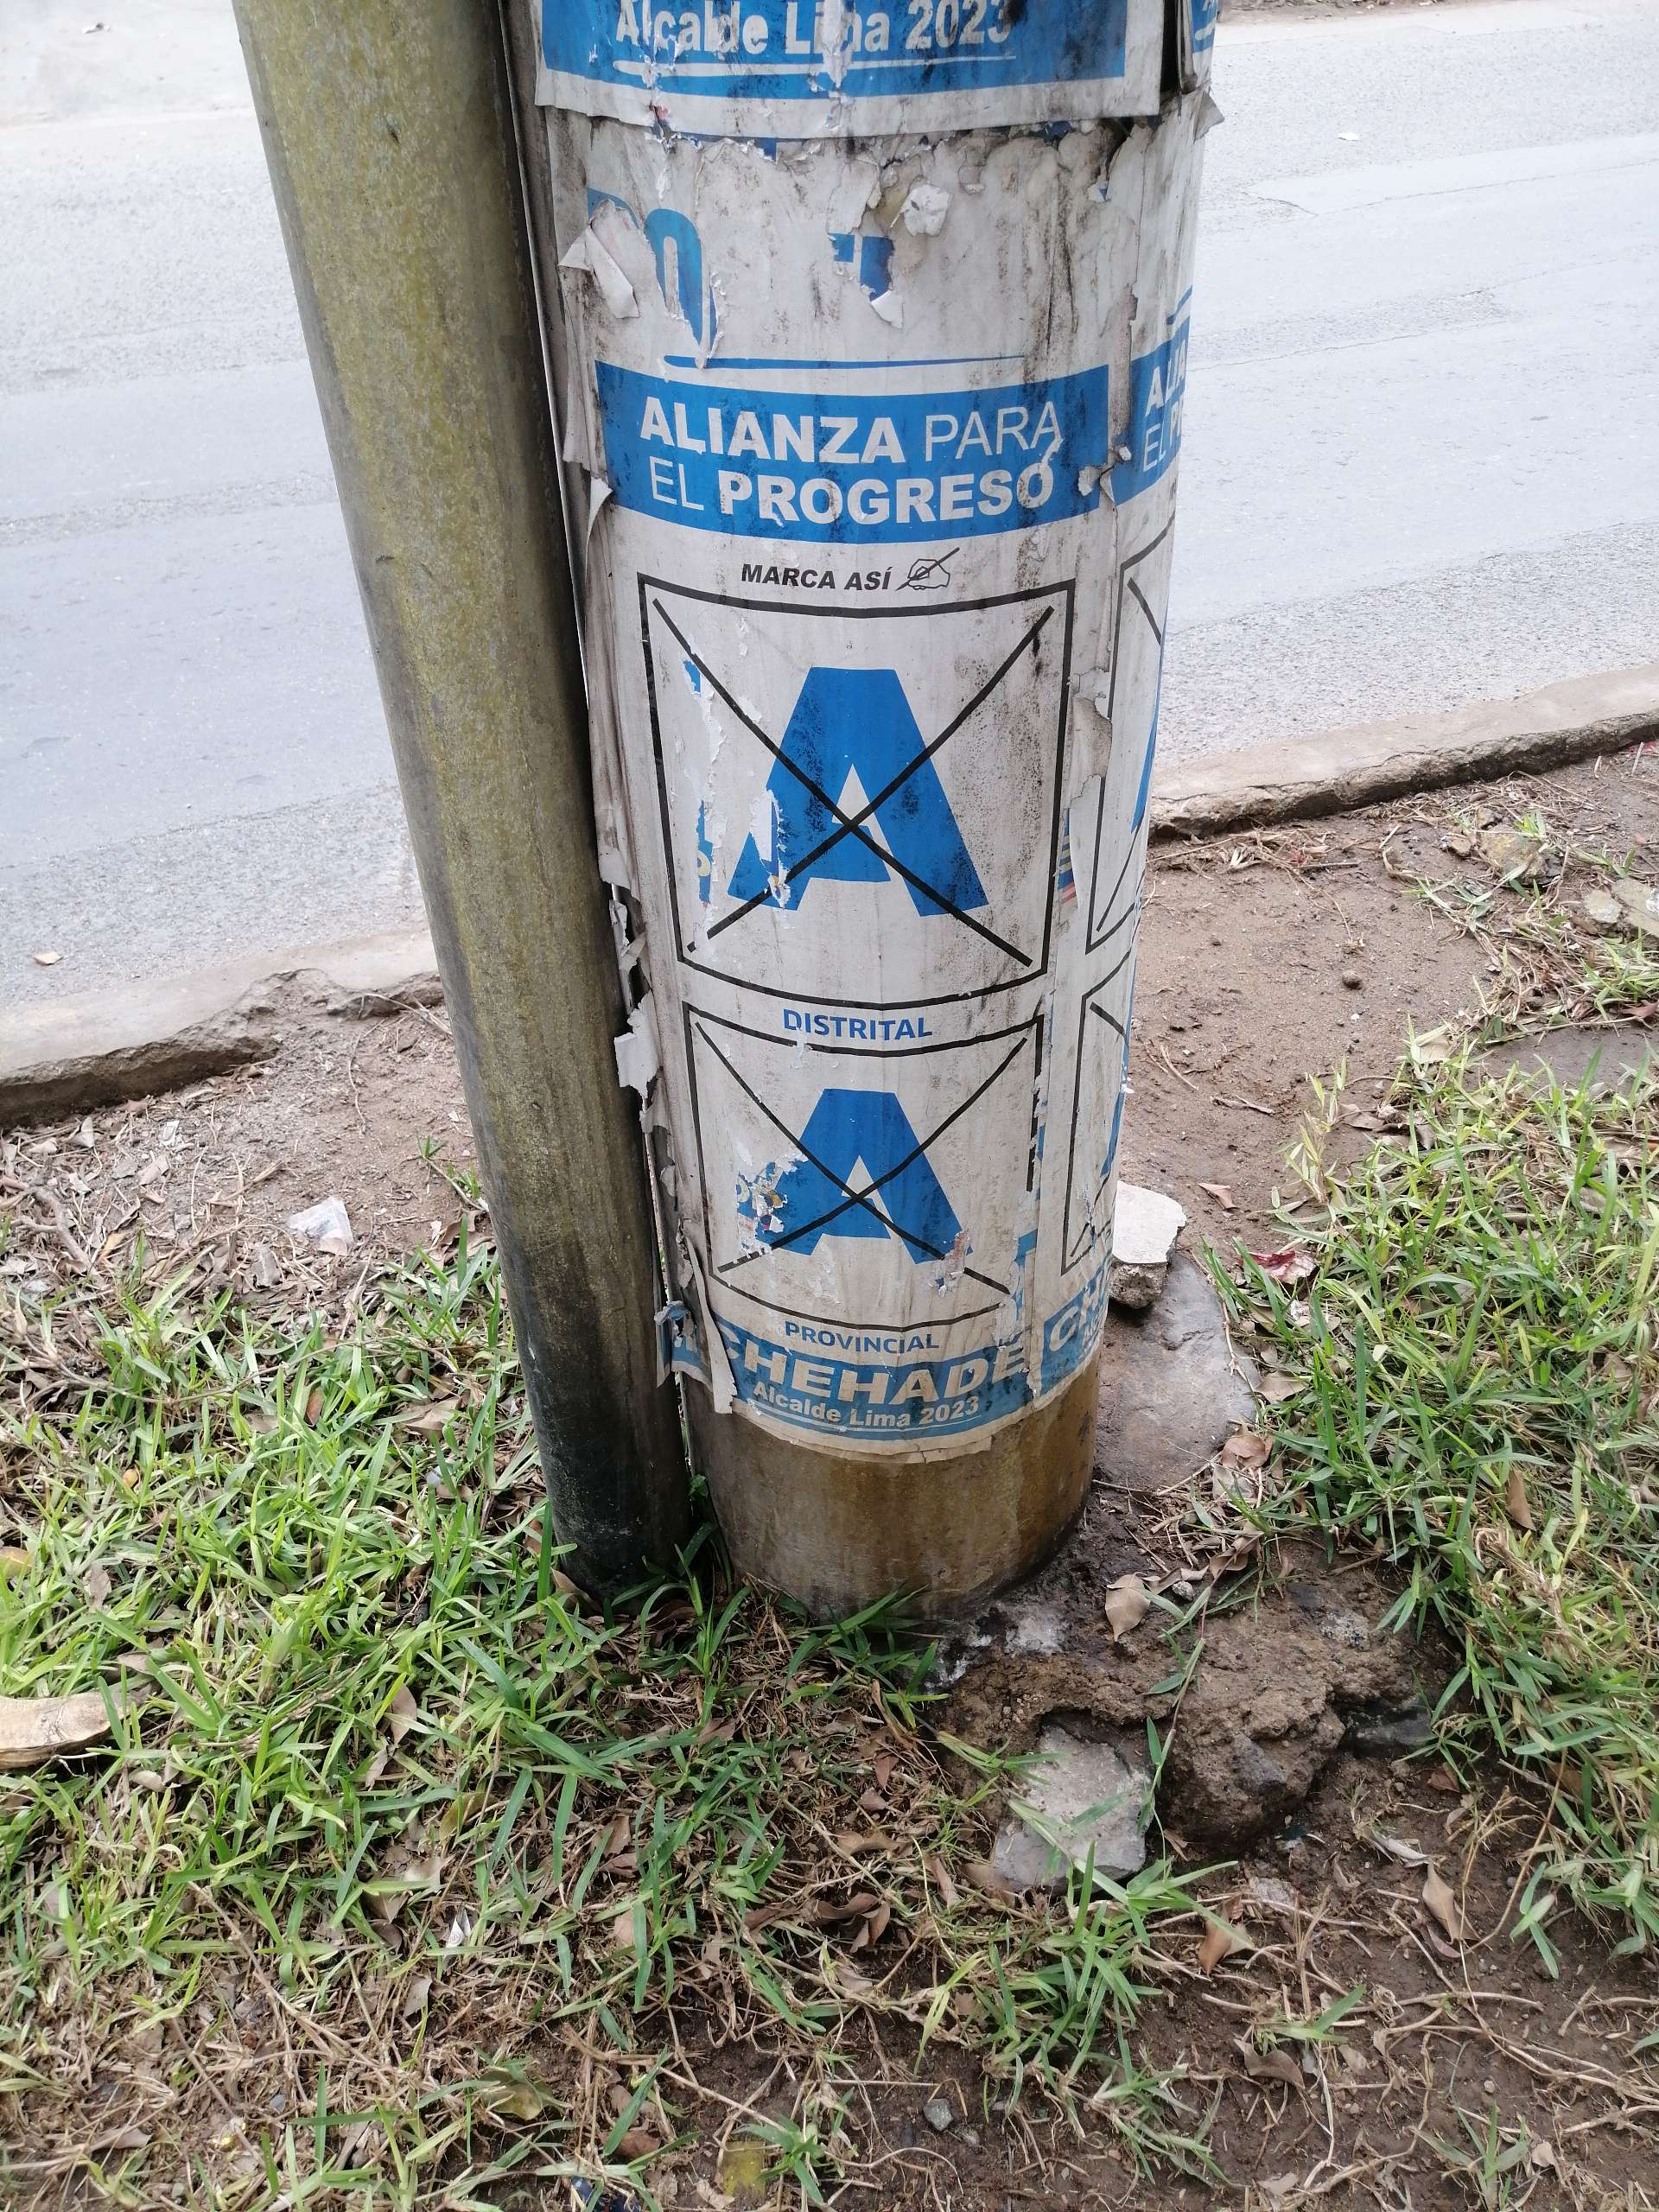 Alcalde Lima 2023
ALIANZA PARA
EL PROGRESO
MARCA ASÍ
A
DISTRITAL
A
PROVINCIAL
CHEHADE
Alcalde Lima 2023